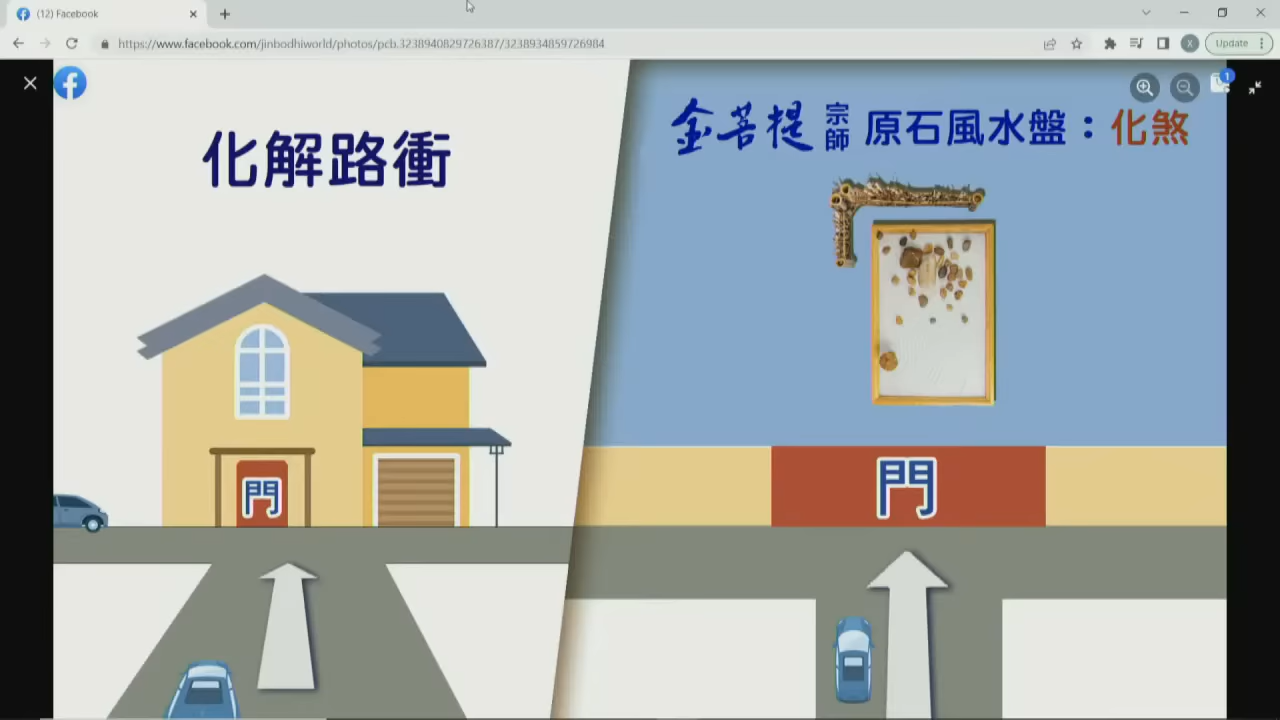 (12) Facebook
https://www.facebook.com/jinbodhiworld/photos/pcb.3238940829726387/3238934859726984
X
Update
1
化解路衝
金菩提宗師 原石風水盤：化煞
門
門